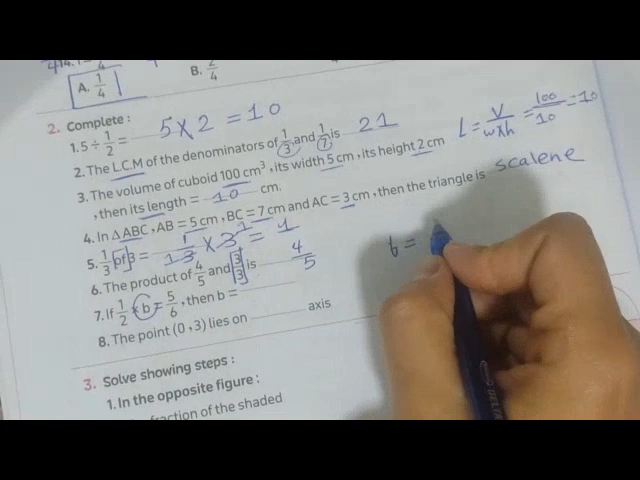 A. 1/4
B. 2/4
2. Complete :
1. 5 ÷ 1/2 = 5 × 2 = 10
2. The L.C.M of the denominators of 1/3 and 1/7 is 21
3. The volume of cuboid 100 cm³ , its width 5 cm , its height 2 cm
, then its length = 10 cm.
L = V/w×h = 100/10 = 10
4. In △ ABC , AB = 5 cm , BC = 7 cm and AC = 3 cm , then the triangle is scalene
5. 1/3 of 3 = 1/3 × 3 = 1
6. The product of 4/5 and 3/3 is 4/5
7. If 1/2 × b = 5/6 , then b =
b =
8. The point (0 , 3) lies on axis
3. Solve showing steps :
1. In the opposite figure :
fraction of the shaded